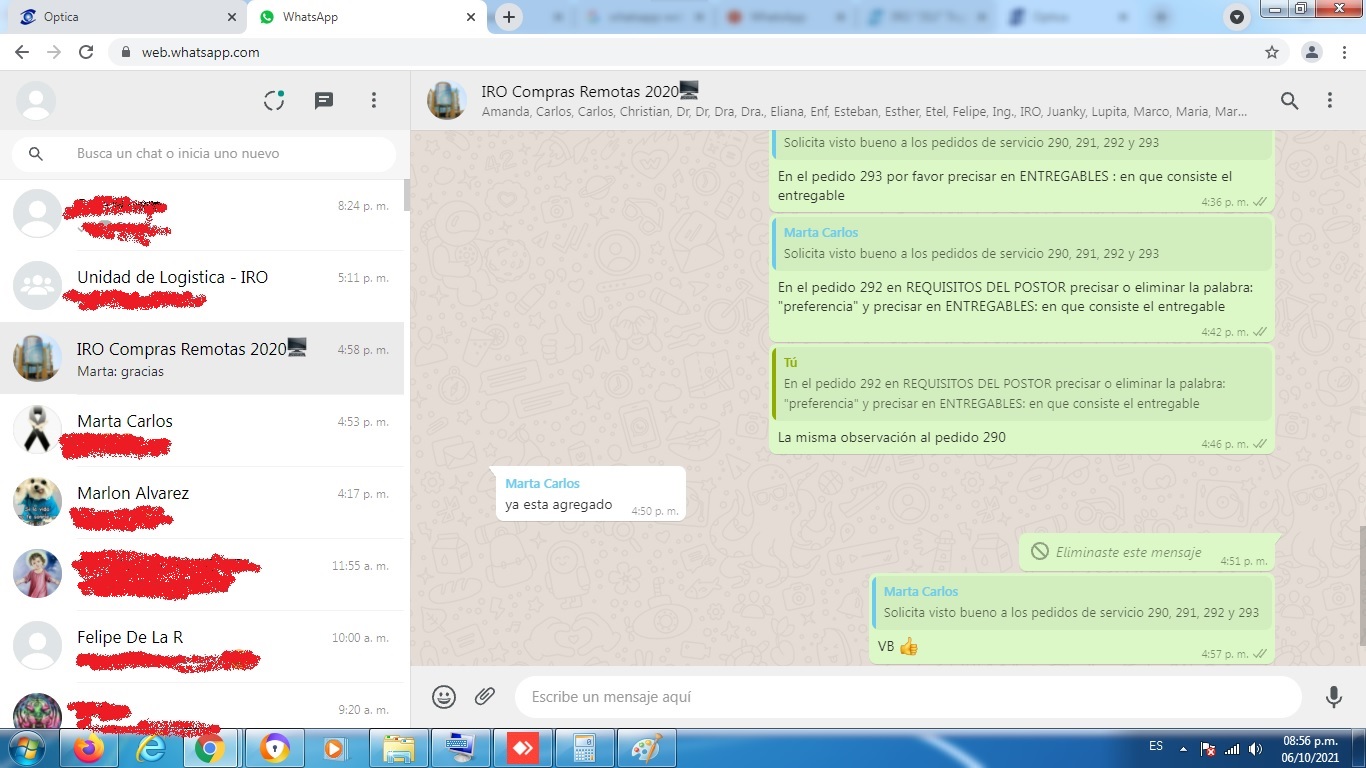 Optica
WhatsApp
web.whatsapp.com
Busca un chat o inicia uno nuevo
8:24 p. m.
Unidad de Logistica - IRO
5:11 p. m.
IRO Compras Remotas 2020
4:58 p. m.
Marta: gracias
Marta Carlos
4:53 p. m.
Marlon Alvarez
4:17 p. m.
11:55 a. m.
Felipe De La R
10:00 a. m.
9:20 a. m.
IRO Compras Remotas 2020
Amanda, Carlos, Carlos, Christian, Dr, Dr, Dra, Dra., Eliana, Enf, Esteban, Esther, Etel, Felipe, Ing., IRO, Juanky, Lupita, Marco, Maria, Mar...
Solicita visto bueno a los pedidos de servicio 290, 291, 292 y 293
En el pedido 293 por favor precisar en ENTREGABLES : en que consiste el
entregable
4:36 p. m.
Marta Carlos
Solicita visto bueno a los pedidos de servicio 290, 291, 292 y 293
En el pedido 292 en REQUISITOS DEL POSTOR precisar o eliminar la palabra:
"preferencia" y precisar en ENTREGABLES: en que consiste el entregable
4:42 p. m.
Tú
En el pedido 292 en REQUISITOS DEL POSTOR precisar o eliminar la palabra:
"preferencia" y precisar en ENTREGABLES: en que consiste el entregable
La misma observación al pedido 290
4:46 p. m.
Marta Carlos
ya esta agregado
4:50 p. m.
Eliminaste este mensaje
4:51 p. m.
Marta Carlos
Solicita visto bueno a los pedidos de servicio 290, 291, 292 y 293
VB 👍
4:57 p. m.
Escribe un mensaje aquí
ES
08:56 p.m.
06/10/2021